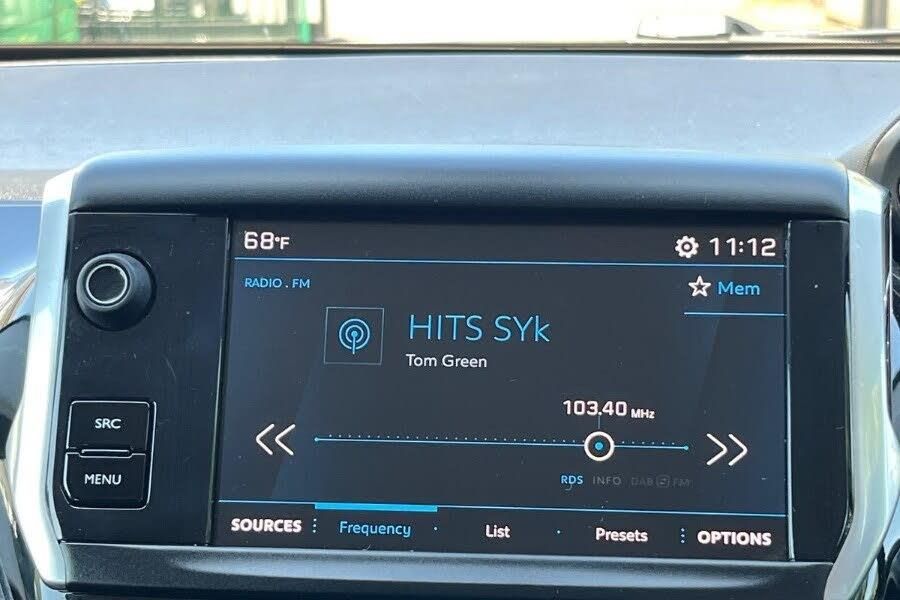 68°F 11:12
RADIO . FM Mem
HITS SYk
Tom Green
103.40 MHz
SRC
MENU
RDS INFO DAB FM
SOURCES Frequency List Presets OPTIONS